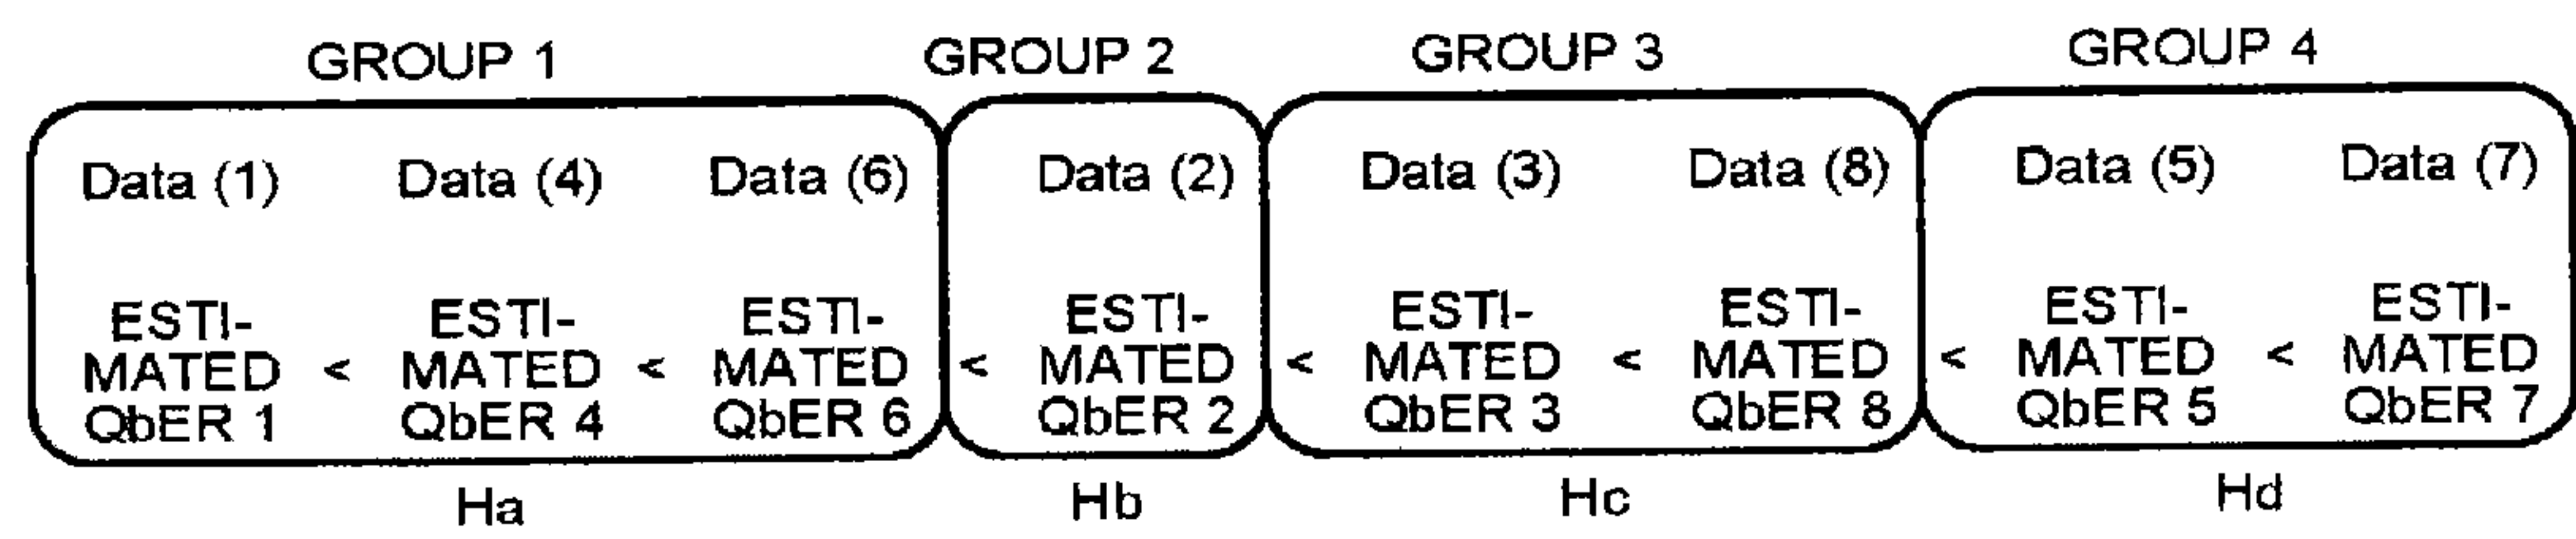 GROUP 1 GROUP 2 GROUP 3 GROUP 4
Data (1) Data (4) Data (6) Data (2) Data (3) Data (8) Data (5) Data (7)
ESTI- ESTI- ESTI- ESTI- ESTI- ESTI- ESTI- ESTI-
MATED < MATED < MATED < MATED < MATED < MATED < MATED < MATED
QbER 1 QbER 4 QbER 6 QbER 2 QbER 3 QbER 8 QbER 5 QbER 7
Ha Hb Hc Hd